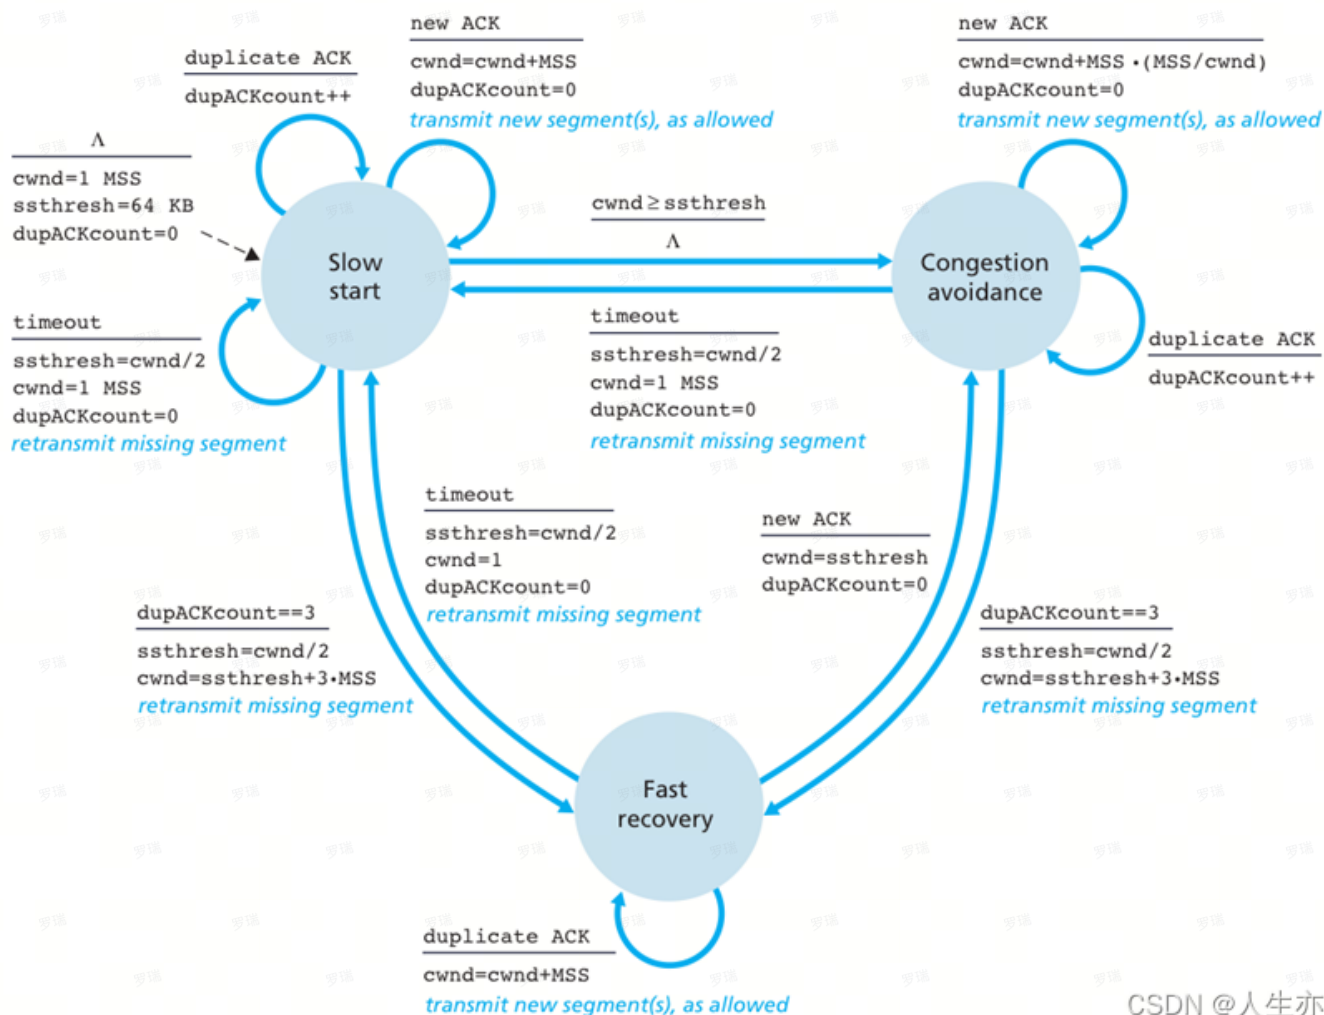 new ACK
cwnd=cwnd+MSS
dupACKcount=0
transmit new segment(s), as allowed
new ACK
cwnd=cwnd+MSS •(MSS/cwnd)
dupACKcount=0
transmit new segment(s), as allowed
duplicate ACK
dupACKcount++
Λ
cwnd=1 MSS
ssthresh=64 KB
dupACKcount=0
cwnd≥ssthresh
Λ
Slow
start
Congestion
avoidance
timeout
ssthresh=cwnd/2
cwnd=1 MSS
dupACKcount=0
retransmit missing segment
timeout
ssthresh=cwnd/2
cwnd=1 MSS
dupACKcount=0
retransmit missing segment
duplicate ACK
dupACKcount++
timeout
ssthresh=cwnd/2
cwnd=1
dupACKcount=0
retransmit missing segment
new ACK
cwnd=ssthresh
dupACKcount=0
dupACKcount==3
ssthresh=cwnd/2
cwnd=ssthresh+3•MSS
retransmit missing segment
dupACKcount==3
ssthresh=cwnd/2
cwnd=ssthresh+3•MSS
retransmit missing segment
Fast
recovery
duplicate ACK
cwnd=cwnd+MSS
transmit new segment(s), as allowed
CSDN @人生亦